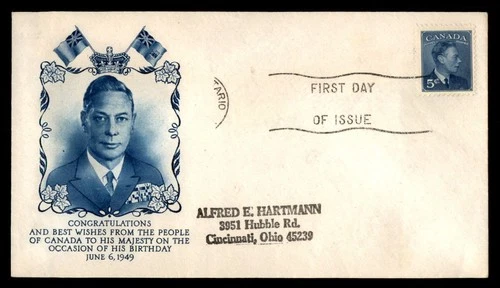 CANADA
5¢
ARIO
FIRST DAY
OF ISSUE
ALFRED E. HARTMANN
3951 Hubble Rd.
Cincinnati, Ohio 45239
CONGRATULATIONS
AND BEST WISHES FROM THE PEOPLE
OF CANADA TO HIS MAJESTY ON THE
OCCASION OF HIS BIRTHDAY
JUNE 6, 1949